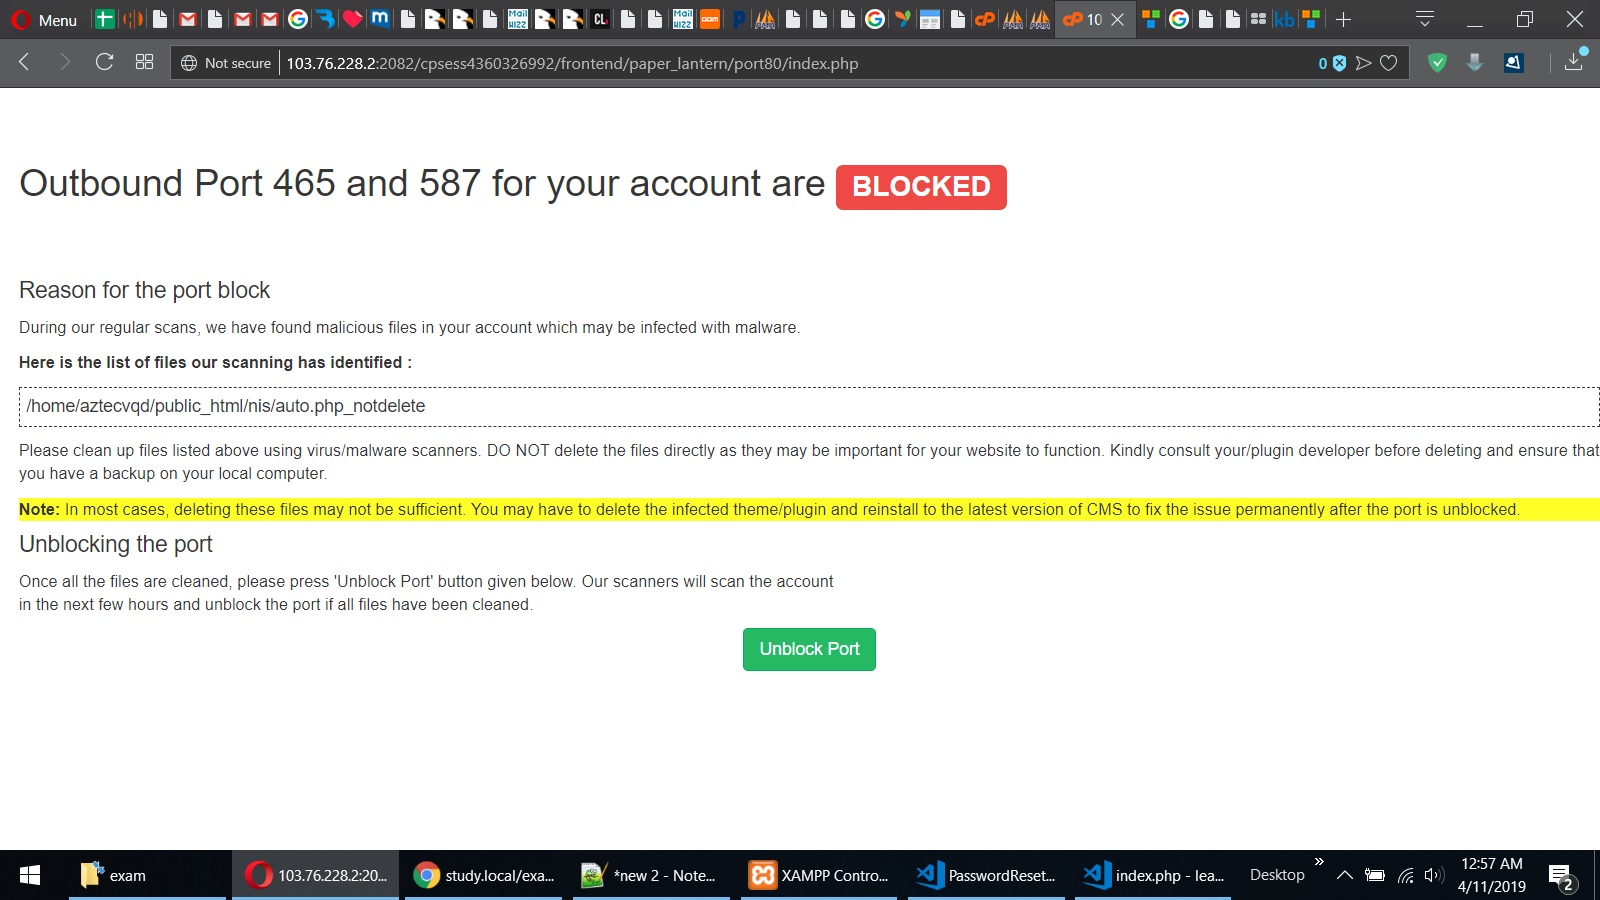 Menu
10
Not secure
103.76.228.2:2082/cpsess4360326992/frontend/paper_lantern/port80/index.php
0
Outbound Port 465 and 587 for your account are BLOCKED
Reason for the port block
During our regular scans, we have found malicious files in your account which may be infected with malware.
Here is the list of files our scanning has identified :
/home/aztecvqd/public_html/nis/auto.php_notdelete
Please clean up files listed above using virus/malware scanners. DO NOT delete the files directly as they may be important for your website to function. Kindly consult your/plugin developer before deleting and ensure that
you have a backup on your local computer.
Note: In most cases, deleting these files may not be sufficient. You may have to delete the infected theme/plugin and reinstall to the latest version of CMS to fix the issue permanently after the port is unblocked.
Unblocking the port
Once all the files are cleaned, please press 'Unblock Port' button given below. Our scanners will scan the account
in the next few hours and unblock the port if all files have been cleaned.
Unblock Port
exam
103.76.228.2:20...
study.local/exa...
*new 2 - Note...
XAMPP Contro...
PasswordReset...
index.php - lea...
Desktop
12:57 AM
4/11/2019
2